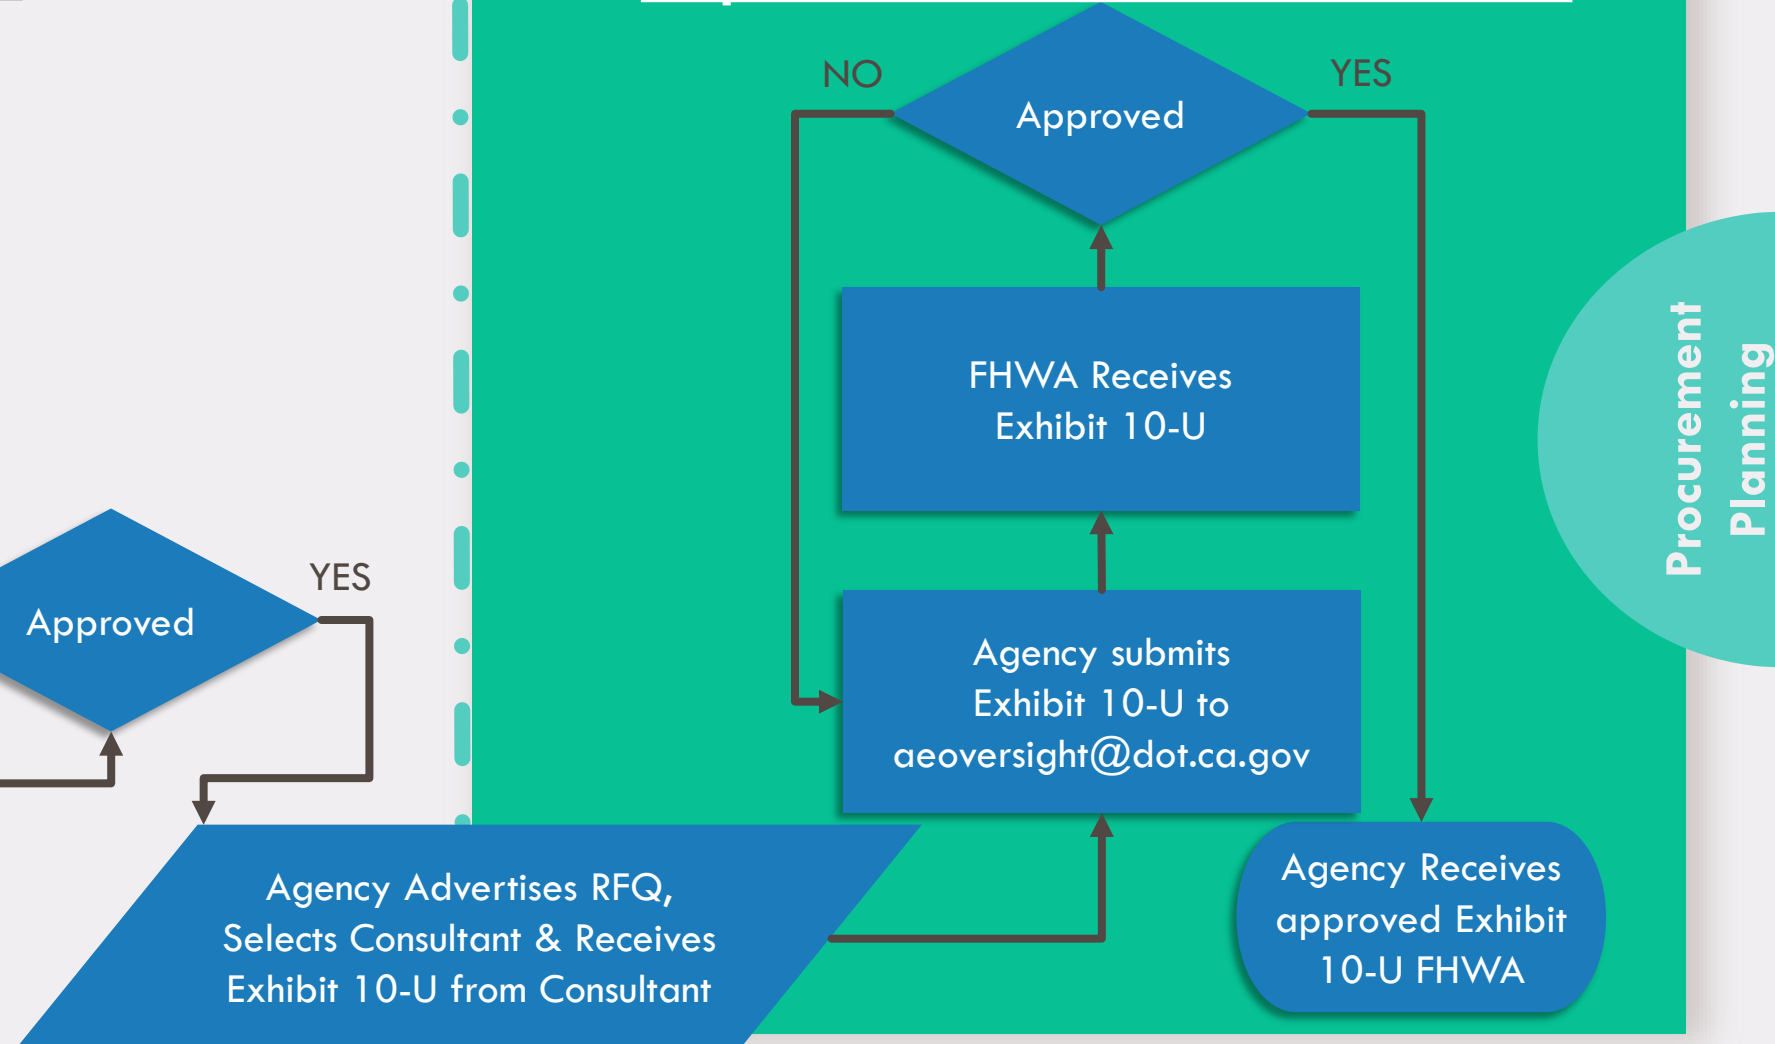 NO
YES
Approved
FHWA Receives
Exhibit 10-U
Procurement
Planning
YES
Approved
Agency submits
Exhibit 10-U to
aeoversight@dot.ca.gov
Agency Advertises RFQ,
Selects Consultant & Receives
Exhibit 10-U from Consultant
Agency Receives
approved Exhibit
10-U FHWA